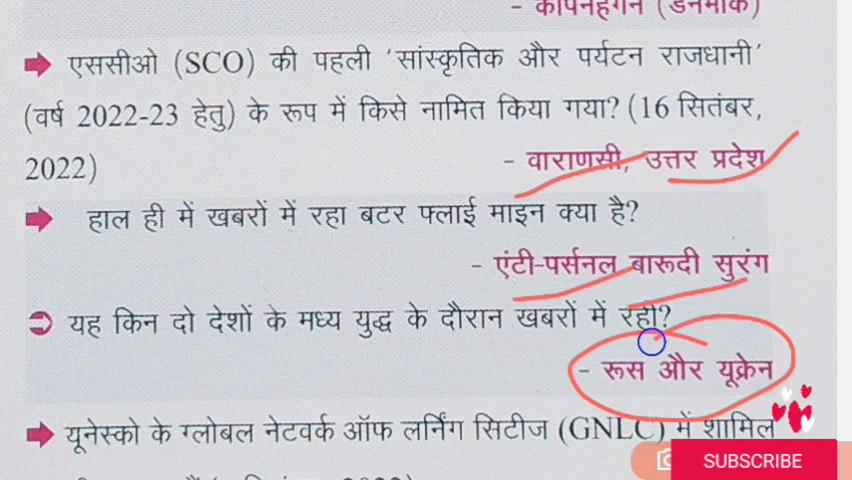 - कोपेनहेगन (डेनमार्क)
एससीओ (SCO) की पहली 'सांस्कृतिक और पर्यटन राजधानी'
(वर्ष 2022-23 हेतु) के रूप में किसे नामित किया गया? (16 सितंबर,
2022) - वाराणसी, उत्तर प्रदेश
हाल ही में खबरों में रहा बटर फ्लाई माइन क्या है?
- एंटी-पर्सनल बारूदी सुरंग
यह किन दो देशों के मध्य युद्ध के दौरान खबरों में रही?
- रूस और यूक्रेन
यूनेस्को के ग्लोबल नेटवर्क ऑफ लर्निंग सिटीज (GNLC) में शामिल
SUBSCRIBE